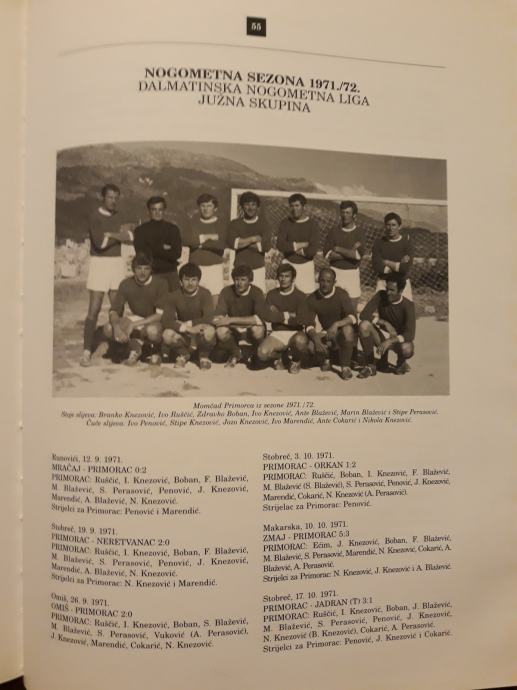 55
NOGOMETNA SEZONA 1971./72.
DALMATINSKA NOGOMETNA LIGA
JUŽNA SKUPINA
Momčad Primorca iz sezone 1971./72.
Stoje slijeva: Branko Knezović, Ivo Ruščić, Zdravko Boban, Ivo Knezović, Ante Blažević, Marin Blažević i Stipe Perasović.
Čuče slijeva: Ivo Penović, Stipe Knezović, Jozo Knezović, Ivo Marendić, Ante Čokarić i Nikola Knezović.
Runovići, 12. 9. 1971.
MRAČAJ - PRIMORAC 0:2
PRIMORAC: Ruščić, I. Knezović, Boban, F. Blažević,
M. Blažević, S. Perasović, Penović, J. Knezović,
Marendić, A. Blažević, N. Knezović.
Strijelci za Primorac: Penović i Marendić.
Stobreč, 19. 9. 1971.
PRIMORAC - NERETVANAC 2:0
PRIMORAC: Ruščić, I. Knezović, Boban, F. Blažević,
M. Blažević, S. Perasović, Penović, J. Knezović,
Marendić, A. Blažević, N. Knezović.
Strijelci za Primorac: N. Knezović i Marendić.
Omiš, 26. 9. 1971.
OMIŠ - PRIMORAC 2:0
PRIMORAC: Ruščić, I. Knezović, Boban, S. Blažević,
M. Blažević, S. Perasović, Vuković (A. Perasović),
J. Knezović, Marendić, Cokarić, N. Knezović.
Stobreč, 3. 10. 1971.
PRIMORAC - ORKAN 1:2
PRIMORAC: Ruščić, Boban, I. Knezović, F. Blažević,
M. Blažević (S. Blažević), S. Perasović, Penović, J. Knezović,
Marendić, Cokarić, N. Knezović (A. Perasović).
Strijelac za Primorac: Penović.
Makarska, 10. 10. 1971.
ZMAJ - PRIMORAC 5:3
PRIMORAC: Ećim, J. Knezović, Boban, F. Blažević,
M. Blažević, S. Perasović, Marendić, N. Knezović, Cokarić, A.
Blažević, A. Perasović.
Strijelci za Primorac: N. Knezović, J. Knezović i A. Blažević.
Stobreč, 17. 10. 1971.
PRIMORAC - JADRAN (T) 3:1
PRIMORAC: Ruščić, I. Knezović, Boban, J. Blažević,
M. Blažević, S. Perasović, Penović, J. Knezović,
N. Knezović (B. Knezović), Cokarić, A. Perasović.
Strijelci za Primorac: Penović, J. Knezović i Cokarić.